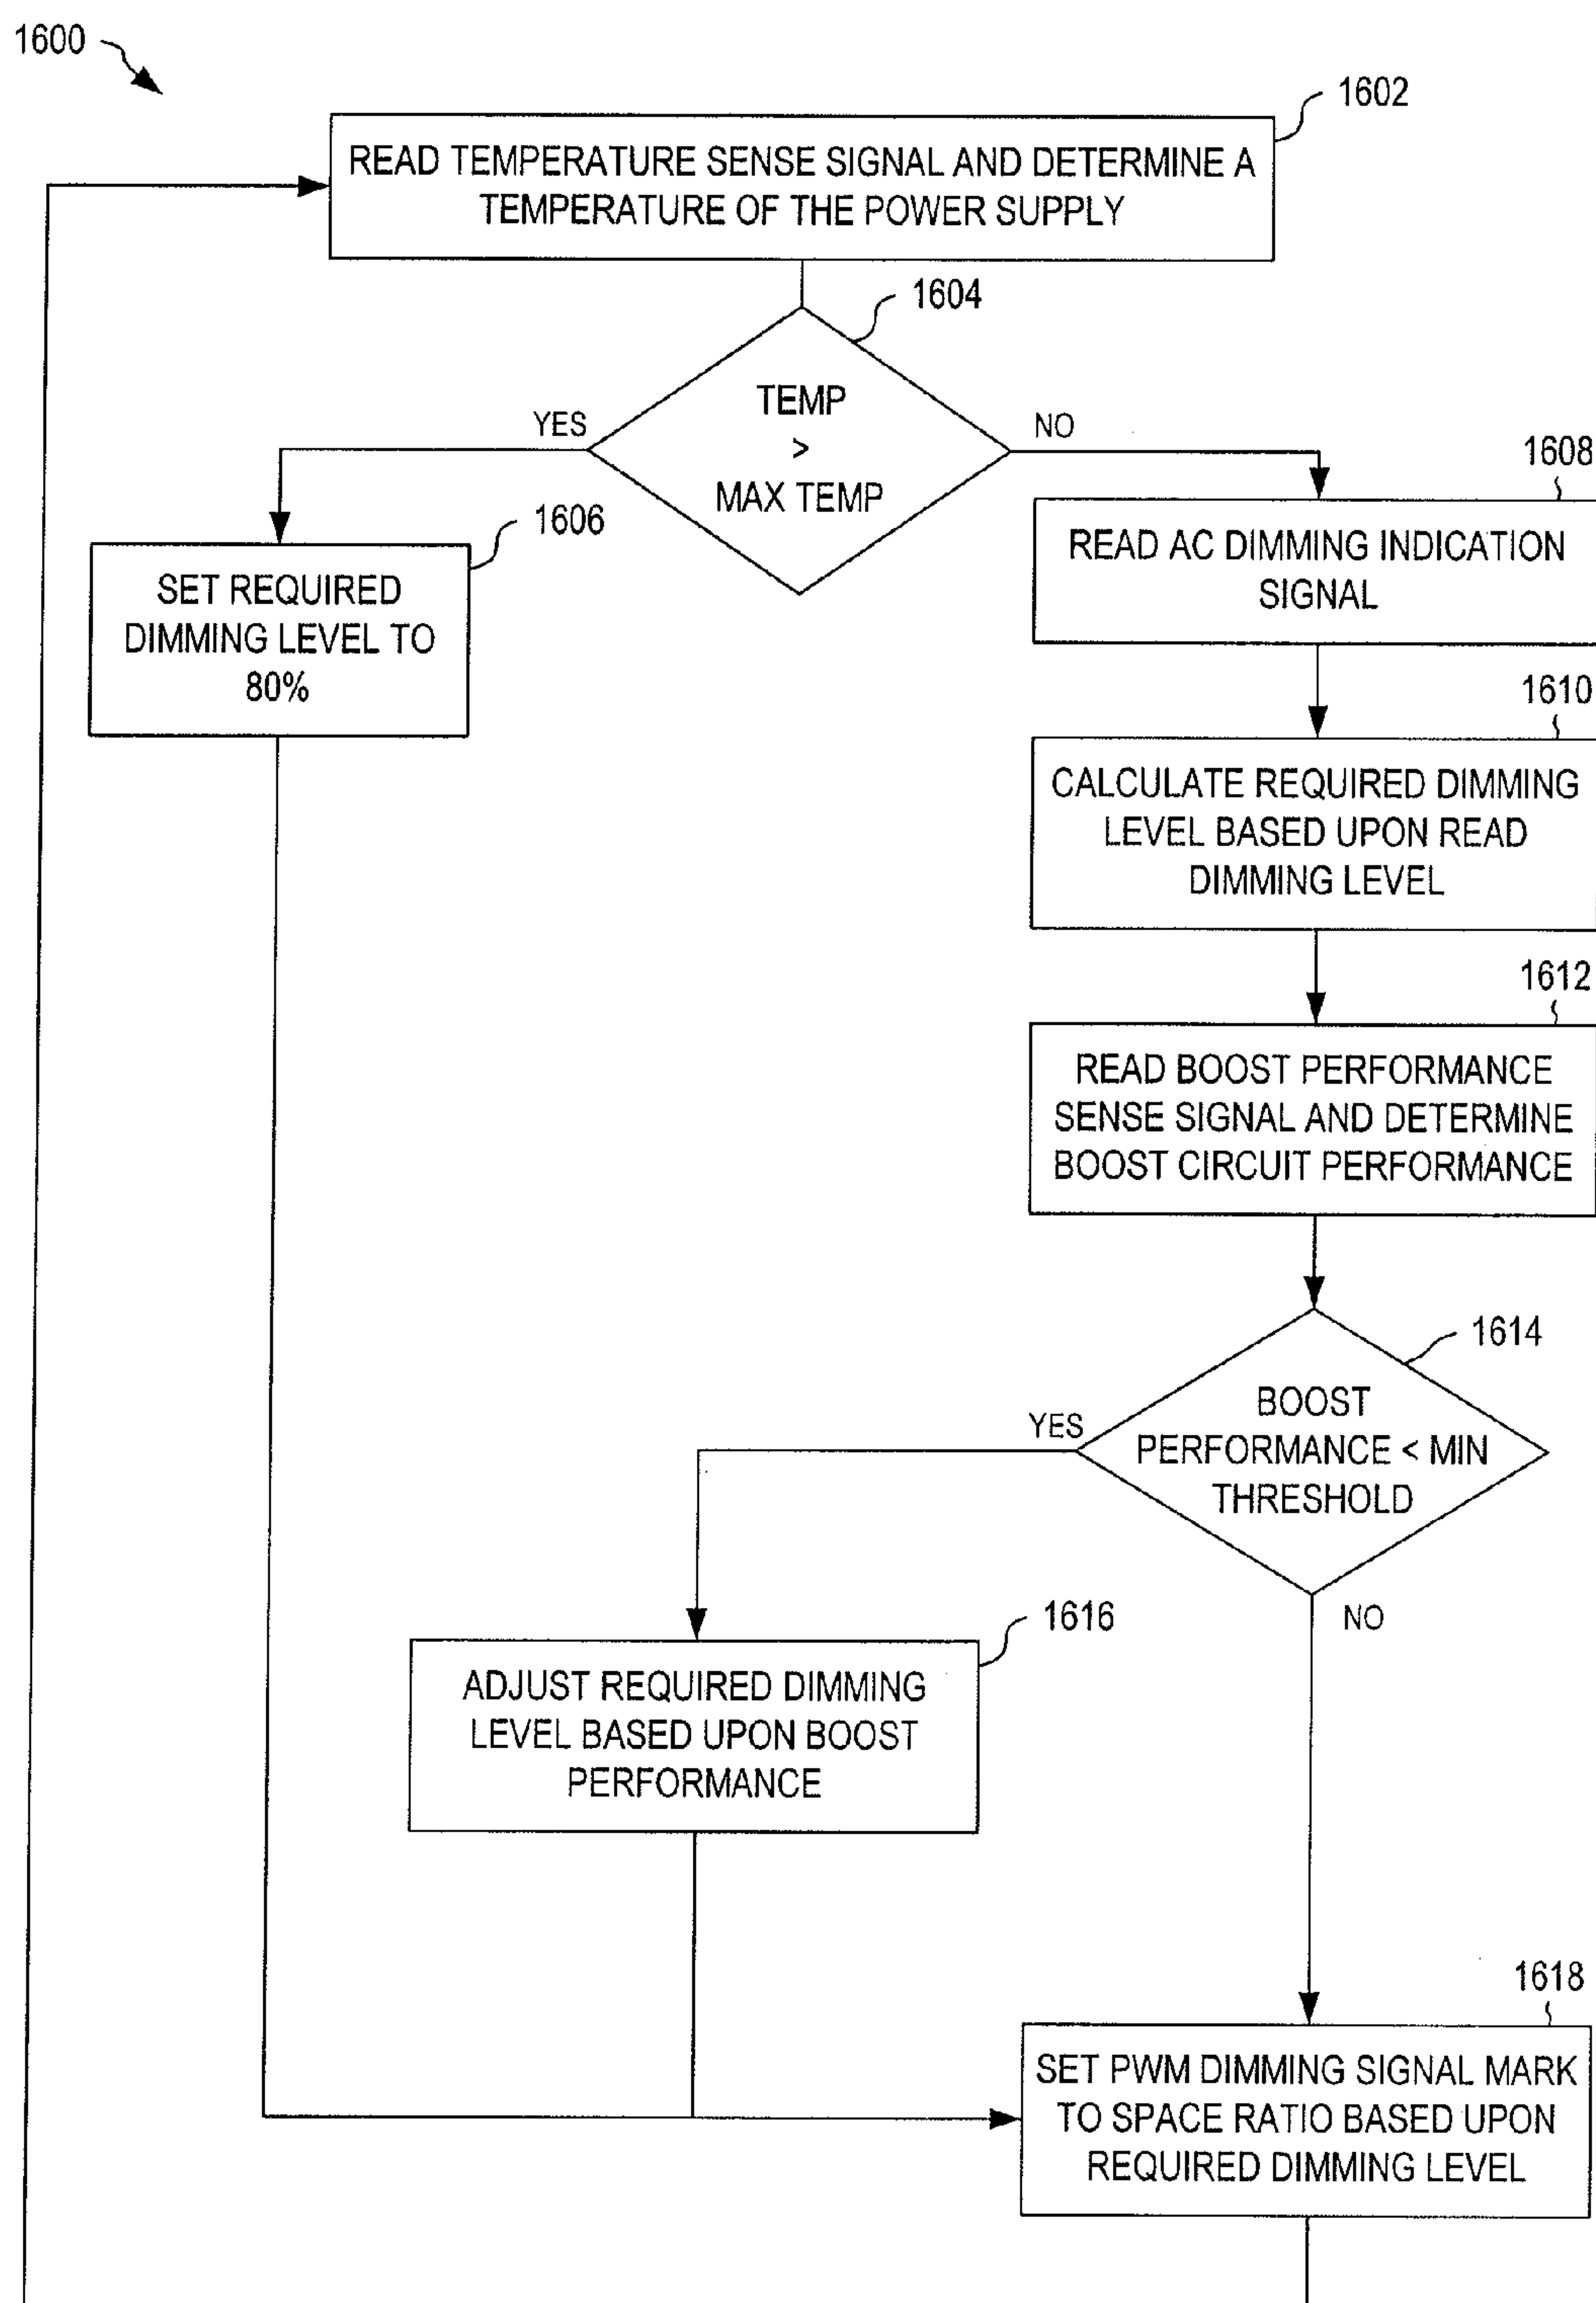 1600
1602
READ TEMPERATURE SENSE SIGNAL AND DETERMINE A
TEMPERATURE OF THE POWER SUPPLY
1604
TEMP
>
MAX TEMP
YES
NO
1606
SET REQUIRED
DIMMING LEVEL TO
80%
1608
READ AC DIMMING INDICATION
SIGNAL
1610
CALCULATE REQUIRED DIMMING
LEVEL BASED UPON READ
DIMMING LEVEL
1612
READ BOOST PERFORMANCE
SENSE SIGNAL AND DETERMINE
BOOST CIRCUIT PERFORMANCE
1614
BOOST
PERFORMANCE < MIN
THRESHOLD
YES
NO
1616
ADJUST REQUIRED DIMMING
LEVEL BASED UPON BOOST
PERFORMANCE
1618
SET PWM DIMMING SIGNAL MARK
TO SPACE RATIO BASED UPON
REQUIRED DIMMING LEVEL